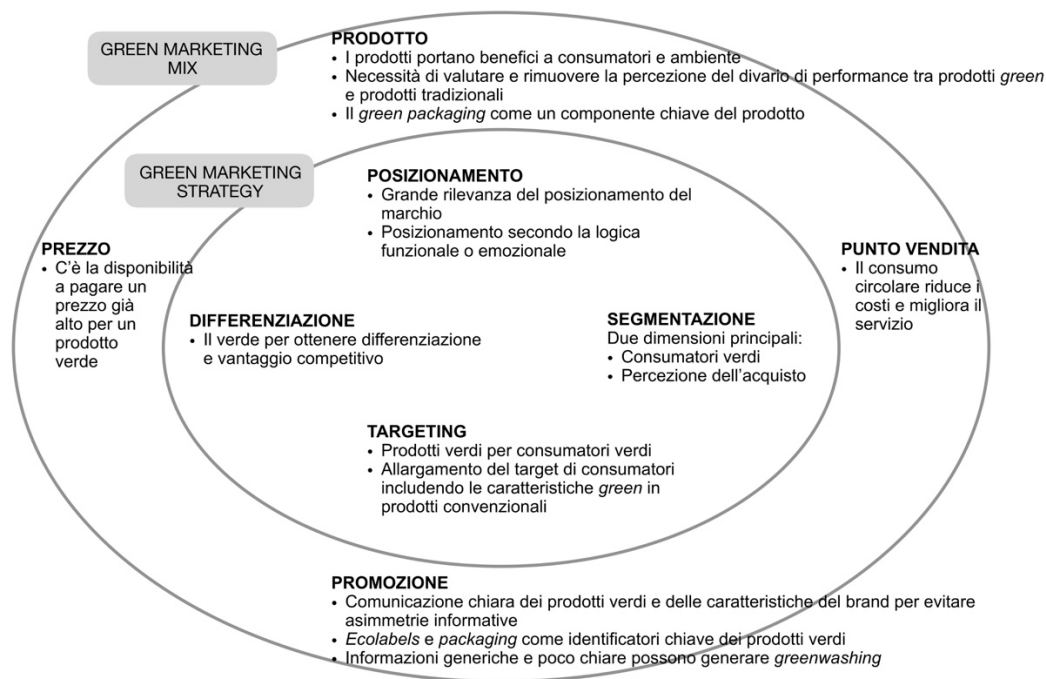 GREEN MARKETING
MIX
PRODOTTO
• I prodotti portano benefici a consumatori e ambiente
• Necessità di valutare e rimuovere la percezione del divario di performance tra prodotti green
e prodotti tradizionali
• Il green packaging come un componente chiave del prodotto
GREEN MARKETING
STRATEGY
POSIZIONAMENTO
• Grande rilevanza del posizionamento del
marchio
• Posizionamento secondo la logica
funzionale o emozionale
PREZZO
• C'è la disponibilità
a pagare un
prezzo già
alto per un
prodotto
verde
DIFFERENZIAZIONE
• Il verde per ottenere differenziazione
e vantaggio competitivo
SEGMENTAZIONE
Due dimensioni principali:
• Consumatori verdi
• Percezione dell'acquisto
PUNTO VENDITA
• Il consumo
circolare riduce i
costi e migliora il
servizio
TARGETING
• Prodotti verdi per consumatori verdi
• Allargamento del target di consumatori
includendo le caratteristiche green in
prodotti convenzionali
PROMOZIONE
• Comunicazione chiara dei prodotti verdi e delle caratteristiche del brand per evitare
asimmetrie informative
• Ecolabels e packaging come identificatori chiave dei prodotti verdi
• Informazioni generiche e poco chiare possono generare greenwashing